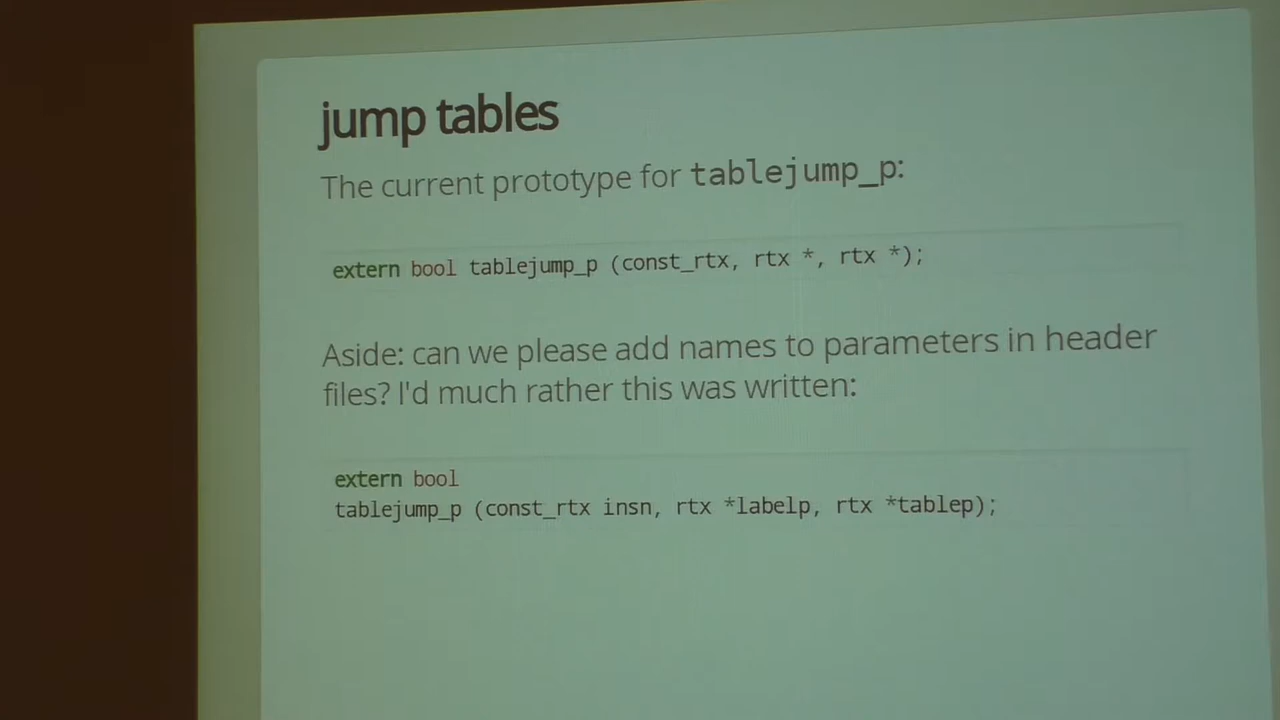 jump tables
The current prototype for tablejump_p:
extern bool tablejump_p (const_rtx, rtx *, rtx *);
Aside: can we please add names to parameters in header
files? I'd much rather this was written:
extern bool
tablejump_p (const_rtx insn, rtx *labelp, rtx *tablep);